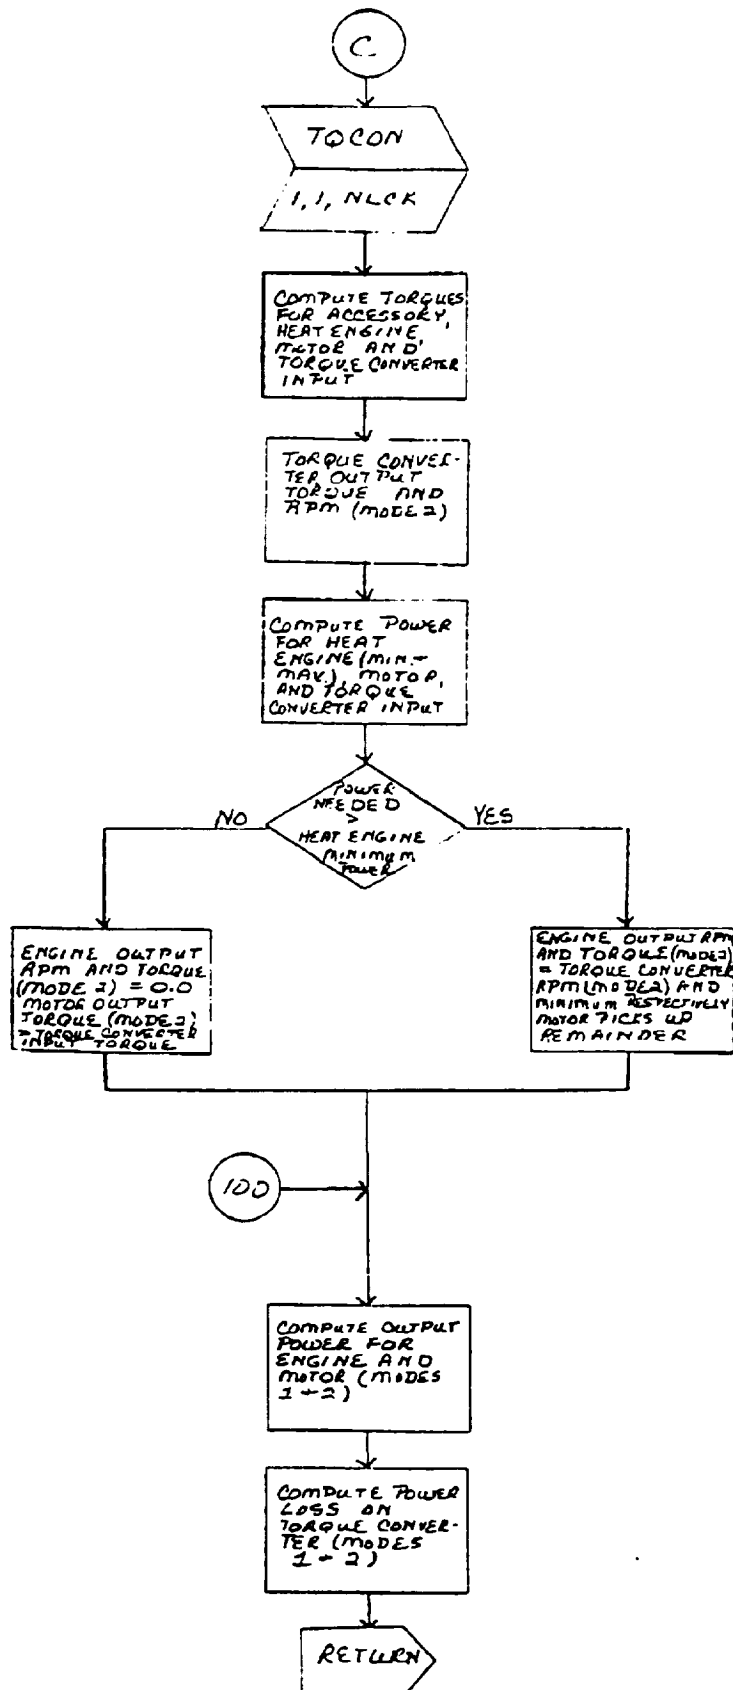 C
TQCON
1, 1, NLCK
COMPUTE TORQUES
FOR ACCESSORY,
HEAT ENGINE,
MOTOR AND
TORQUE CONVERTER
INPUT
TORQUE CONVER-
TER OUTPUT
TORQUE AND
RPM (MODE 2)
COMPUTE POWER
FOR HEAT
ENGINE (MIN.+
MAX.), MOTOR,
AND TORQUE
CONVERTER INPUT
POWER
NEEDED
>
HEAT ENGINE
MINIMUM
POWER
NO
YES
ENGINE OUTPUT
RPM AND TORQUE
(MODE 2) = 0.0
MOTOR OUTPUT
TORQUE (MODE 2)
= TORQUE CONVERTER
INPUT TORQUE
ENGINE OUTPUT RPM
AND TORQUE (MODE 2)
= TORQUE CONVERTER
RPM (MODE 2) AND
MINIMUM RESPECTIVELY
MOTOR PICKS UP
REMAINDER
100
COMPUTE OUTPUT
POWER FOR
ENGINE AND
MOTOR (MODES
1 + 2)
COMPUTE POWER
LOSS ON
TORQUE CONVER-
TER (MODES
1 + 2)
RETURN